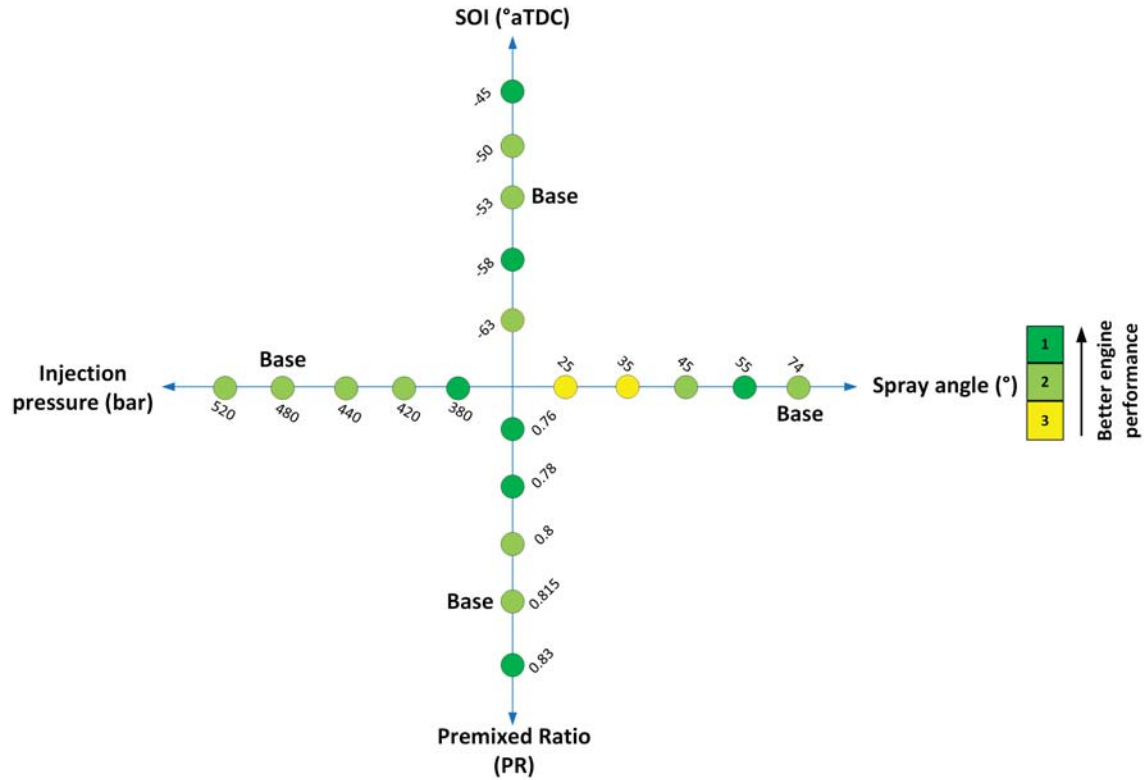 SOI (°aTDC)
-45
-50
-53
Base
-58
-63
Injection
pressure (bar)
Base
520
480
440
420
380
25
35
45
55
74
Base
Spray angle (°)
0.76
0.78
0.8
Base
0.815
0.83
Premixed Ratio
(PR)
1
2
3
Better engine
performance